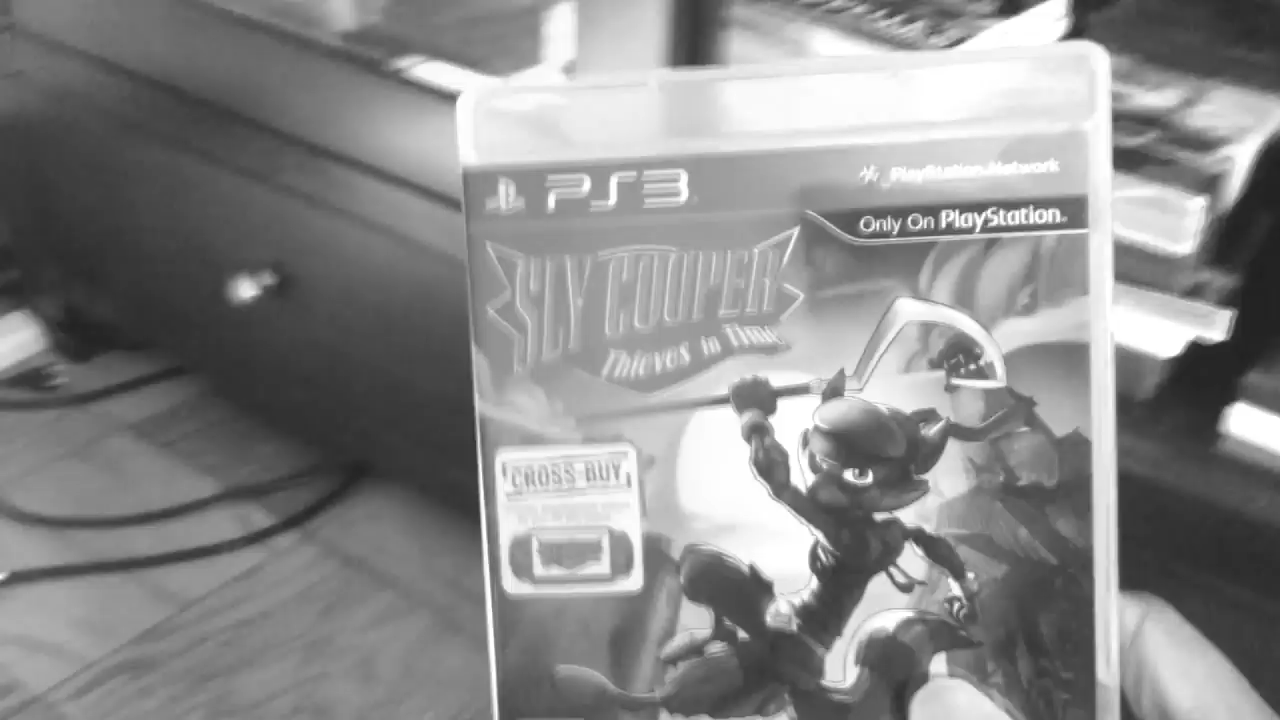 PS3
PlayStation Network
Only On PlayStation.
SLY COOPER
Thieves in Time
CROSS-BUY